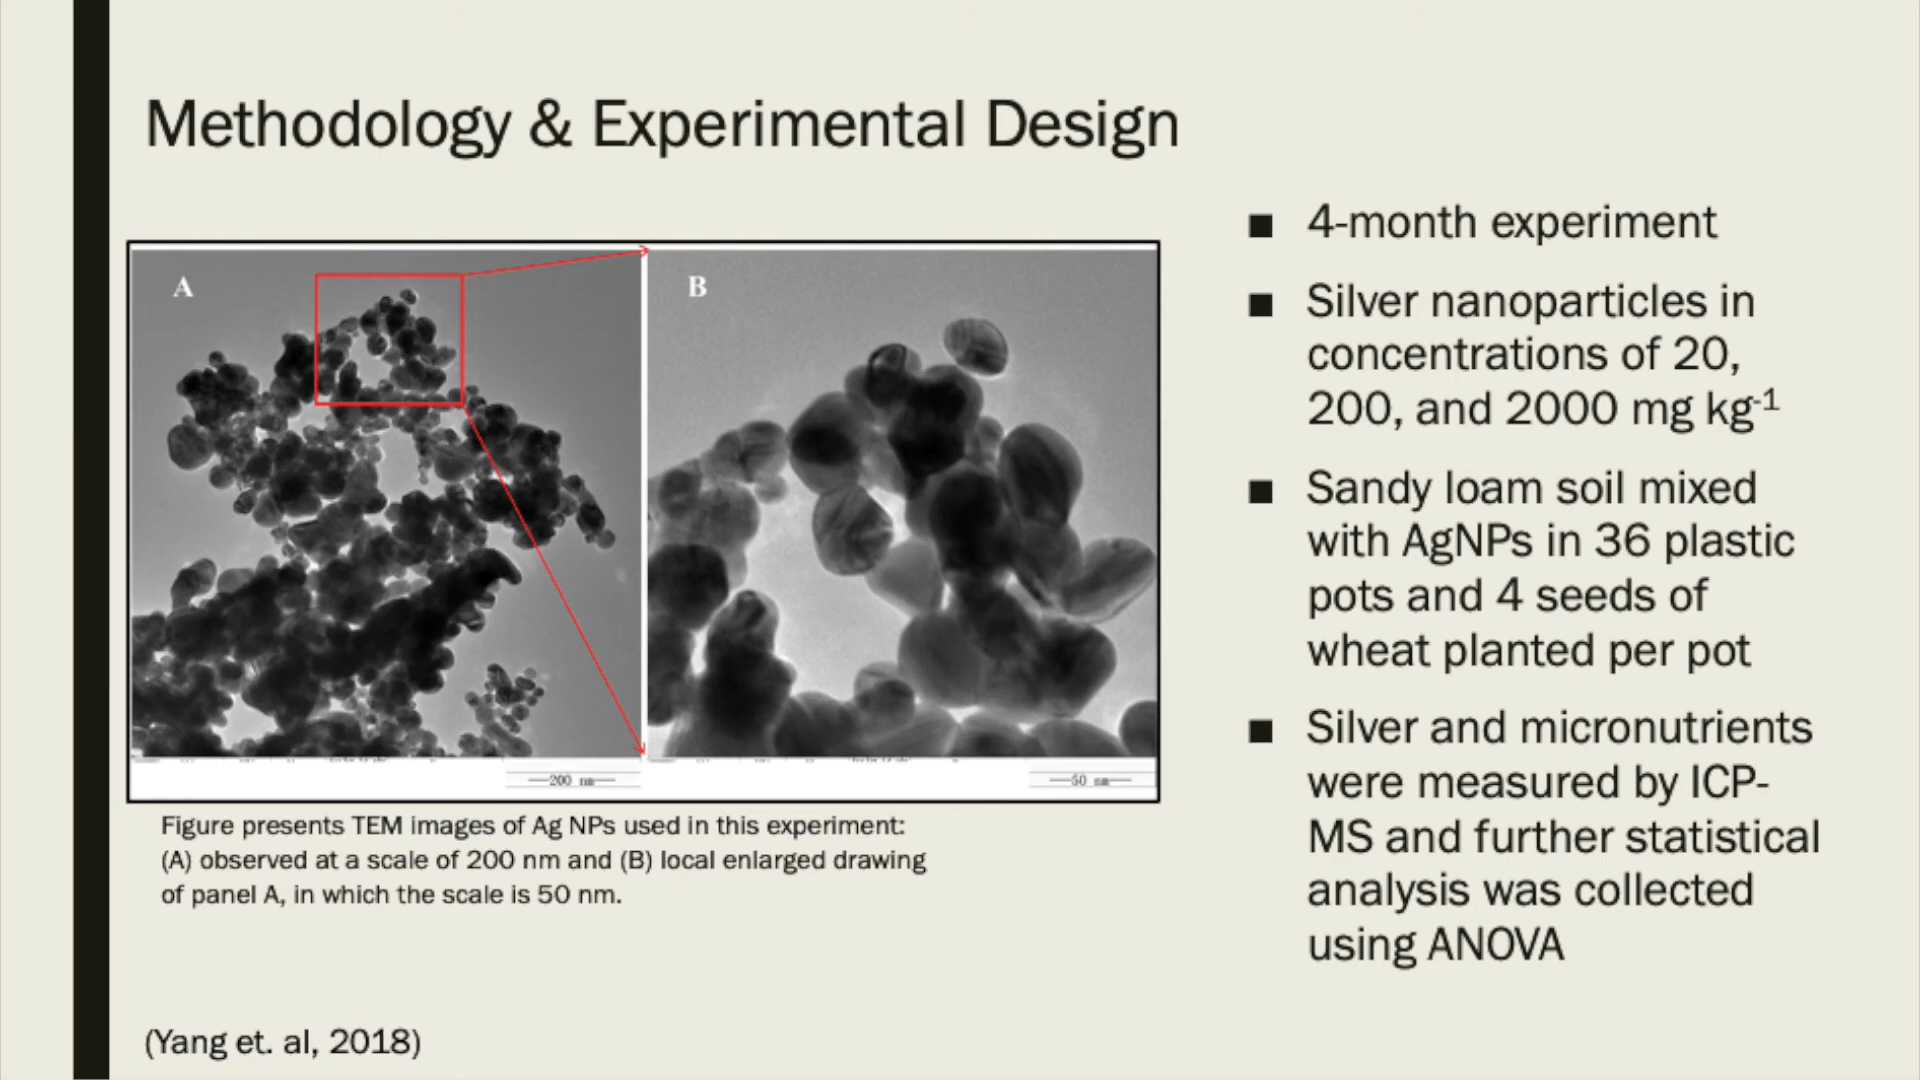 Methodology & Experimental Design
A
B
200 nm
50 nm
Figure presents TEM images of Ag NPs used in this experiment:
(A) observed at a scale of 200 nm and (B) local enlarged drawing
of panel A, in which the scale is 50 nm.
(Yang et. al, 2018)
■ 4-month experiment
■ Silver nanoparticles in
concentrations of 20,
200, and 2000 mg kg⁻¹
■ Sandy loam soil mixed
with AgNPs in 36 plastic
pots and 4 seeds of
wheat planted per pot
■ Silver and micronutrients
were measured by ICP-
MS and further statistical
analysis was collected
using ANOVA